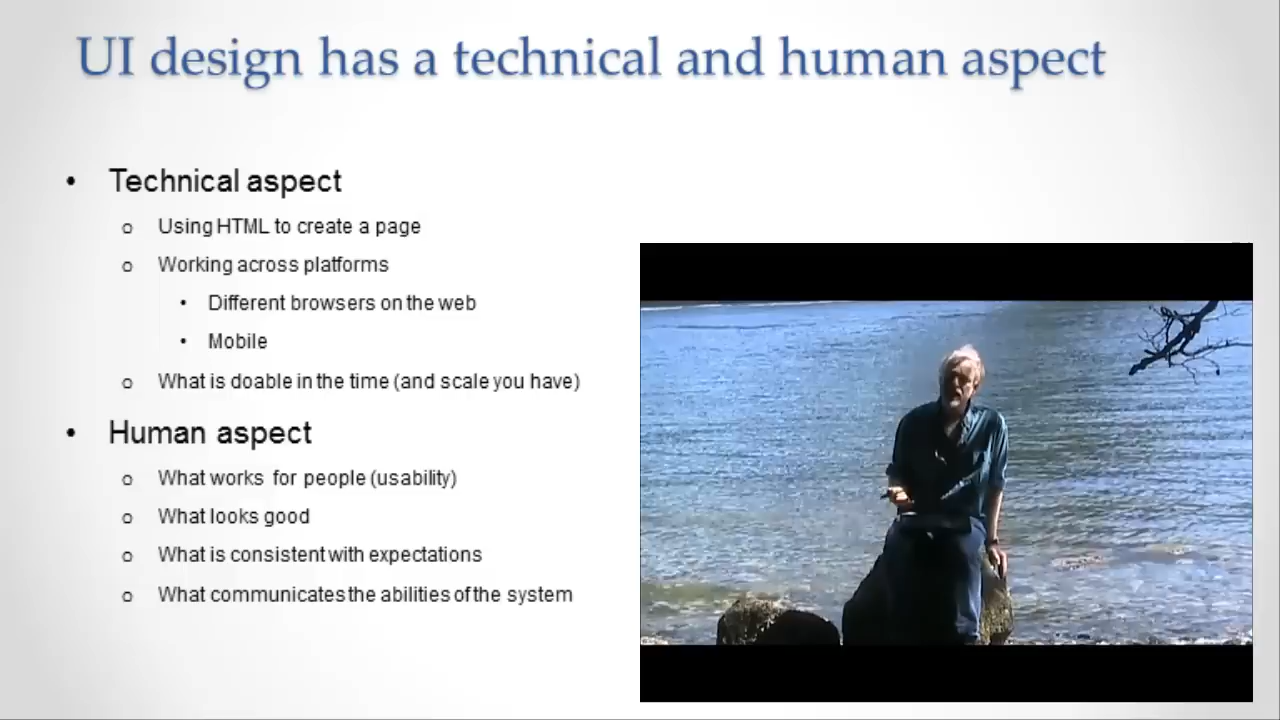 UI design has a technical and human aspect
• Technical aspect
o Using HTML to create a page
o Working across platforms
• Different browsers on the web
• Mobile
o What is doable in the time (and scale you have)
• Human aspect
o What works for people (usability)
o What looks good
o What is consistent with expectations
o What communicates the abilities of the system